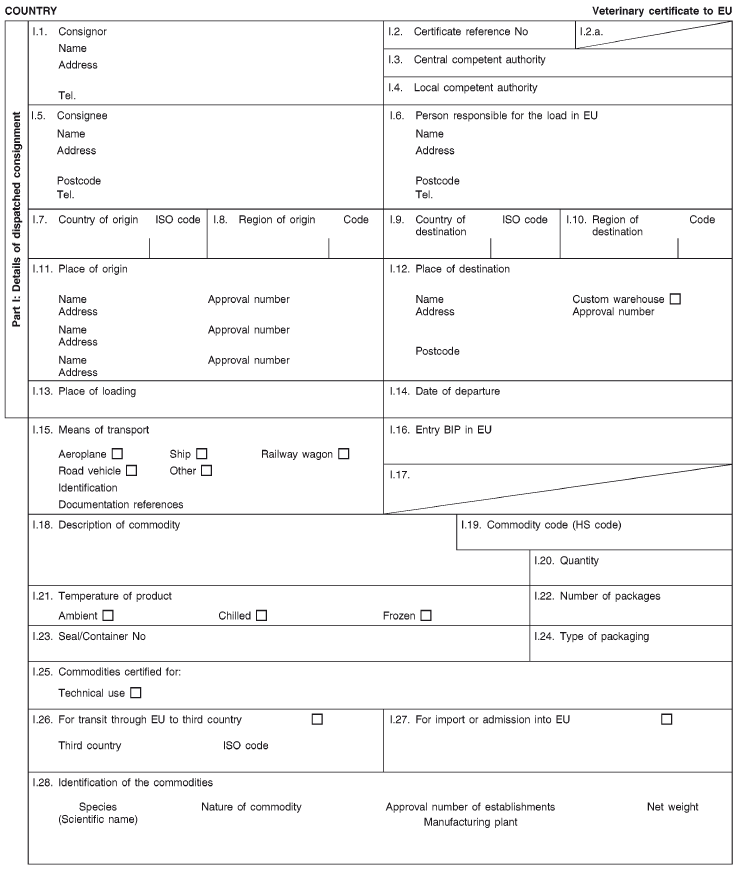 COUNTRY Veterinary certificate to EU
Part I: Details of dispatched consignment
I.1. Consignor
Name
Address
Tel.
I.2. Certificate reference No I.2.a.
I.3. Central competent authority
I.4. Local competent authority
I.5. Consignee
Name
Address
Postcode
Tel.
I.6. Person responsible for the load in EU
Name
Address
Postcode
Tel.
I.7. Country of origin ISO code I.8. Region of origin Code
I.9. Country of destination ISO code I.10. Region of destination Code
I.11. Place of origin
Name Approval number
Address
Name Approval number
Address
Name Approval number
Address
I.12. Place of destination
Name Custom warehouse
Address Approval number
Postcode
I.13. Place of loading
I.14. Date of departure
I.15. Means of transport
Aeroplane Ship Railway wagon
Road vehicle Other
Identification
Documentation references
I.16. Entry BIP in EU
I.17.
I.18. Description of commodity
I.19. Commodity code (HS code)
I.20. Quantity
I.21. Temperature of product
Ambient Chilled Frozen
I.22. Number of packages
I.23. Seal/Container No
I.24. Type of packaging
I.25. Commodities certified for:
Technical use
I.26. For transit through EU to third country
Third country ISO code
I.27. For import or admission into EU
I.28. Identification of the commodities
Species Nature of commodity Approval number of establishments Net weight
(Scientific name) Manufacturing plant